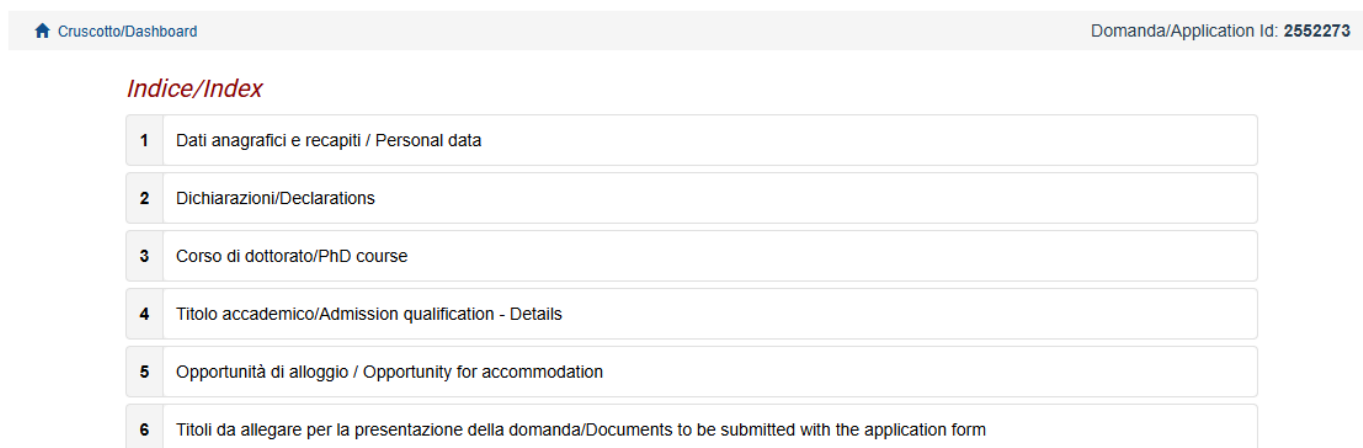 Cruscotto/Dashboard Domanda/Application Id: 2552273
Indice/Index
1 Dati anagrafici e recapiti / Personal data
2 Dichiarazioni/Declarations
3 Corso di dottorato/PhD course
4 Titolo accademico/Admission qualification - Details
5 Opportunità di alloggio / Opportunity for accommodation
6 Titoli da allegare per la presentazione della domanda/Documents to be submitted with the application form